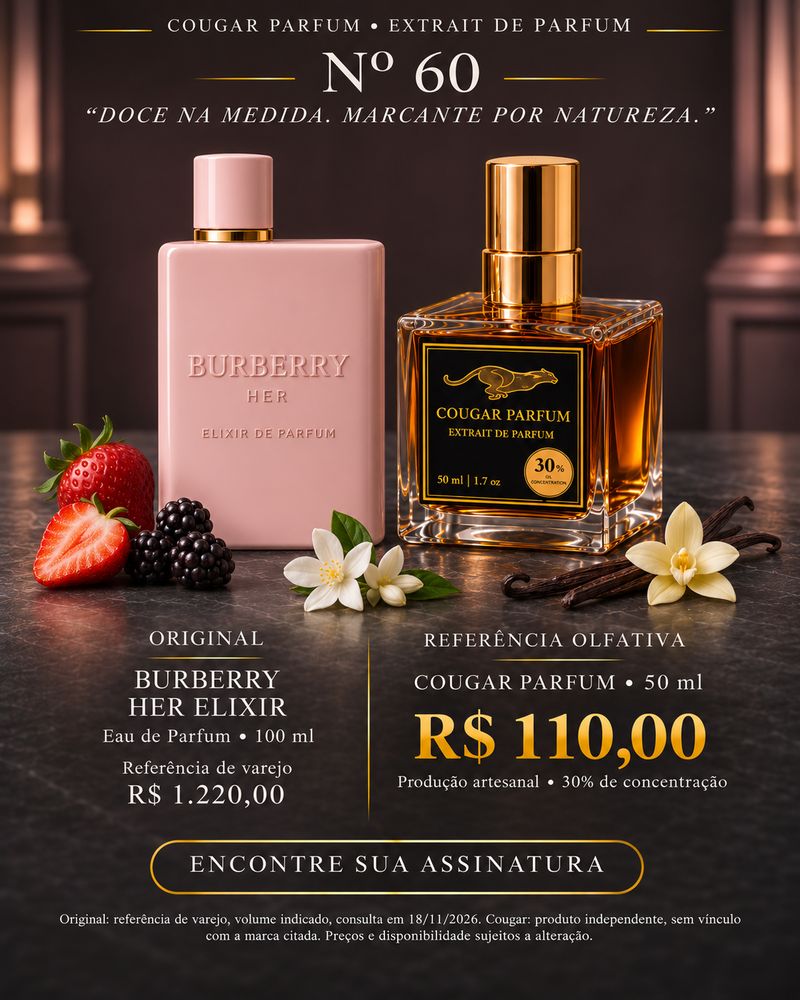 COUGAR PARFUM • EXTRAIT DE PARFUM
Nº 60
“DOCE NA MEDIDA. MARCANTE POR NATUREZA.”
BURBERRY
HER
ELIXIR DE PARFUM
COUGAR PARFUM
EXTRAIT DE PARFUM
30%
OIL
CONCENTRATION
50 ml | 1.7 oz
ORIGINAL
BURBERRY
HER ELIXIR
Eau de Parfum • 100 ml
Referência de varejo
R$ 1.220,00
REFERÊNCIA OLFATIVA
COUGAR PARFUM • 50 ml
R$ 110,00
Produção artesanal • 30% de concentração
ENCONTRE SUA ASSINATURA
Original: referência de varejo, volume indicado, consulta em 18/11/2026. Cougar: produto independente, sem vínculo
com a marca citada. Preços e disponibilidade sujeitos a alteração.